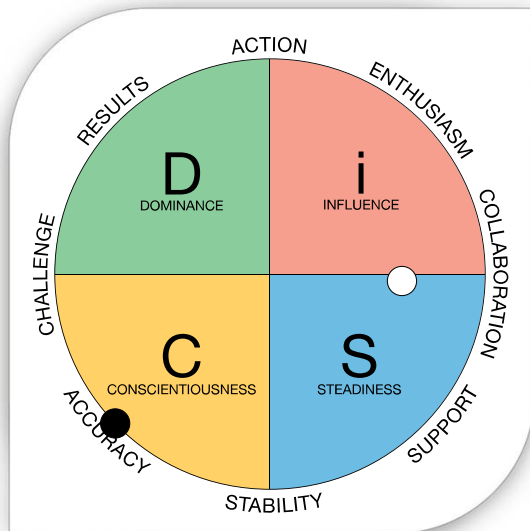 ACTION
RESULTS
ENTHUSIASM
D
DOMINANCE
i
INFLUENCE
CHALLENGE
COLLABORATION
C
CONSCIENTIOUSNESS
S
STEADINESS
ACCURACY
SUPPORT
STABILITY